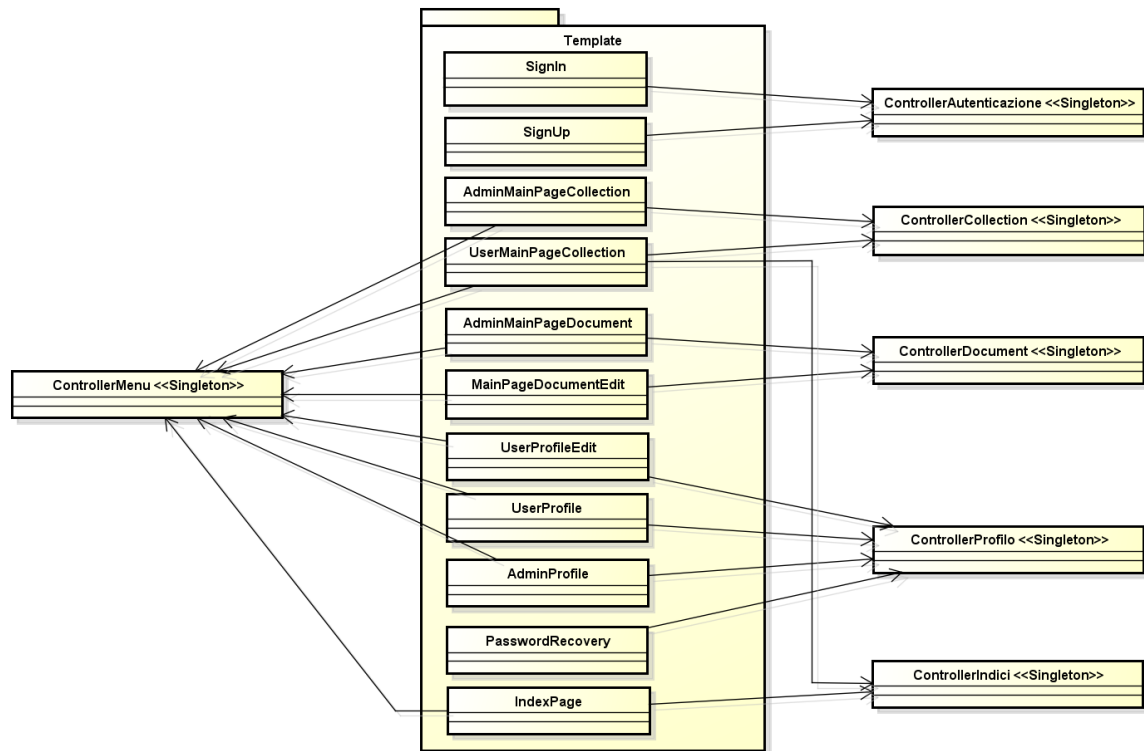 Template
SignIn
SignUp
AdminMainPageCollection
UserMainPageCollection
AdminMainPageDocument
MainPageDocumentEdit
UserProfileEdit
UserProfile
AdminProfile
PasswordRecovery
IndexPage
ControllerMenu <<Singleton>>
ControllerAutenticazione <<Singleton>>
ControllerCollection <<Singleton>>
ControllerDocument <<Singleton>>
ControllerProfilo <<Singleton>>
ControllerIndici <<Singleton>>